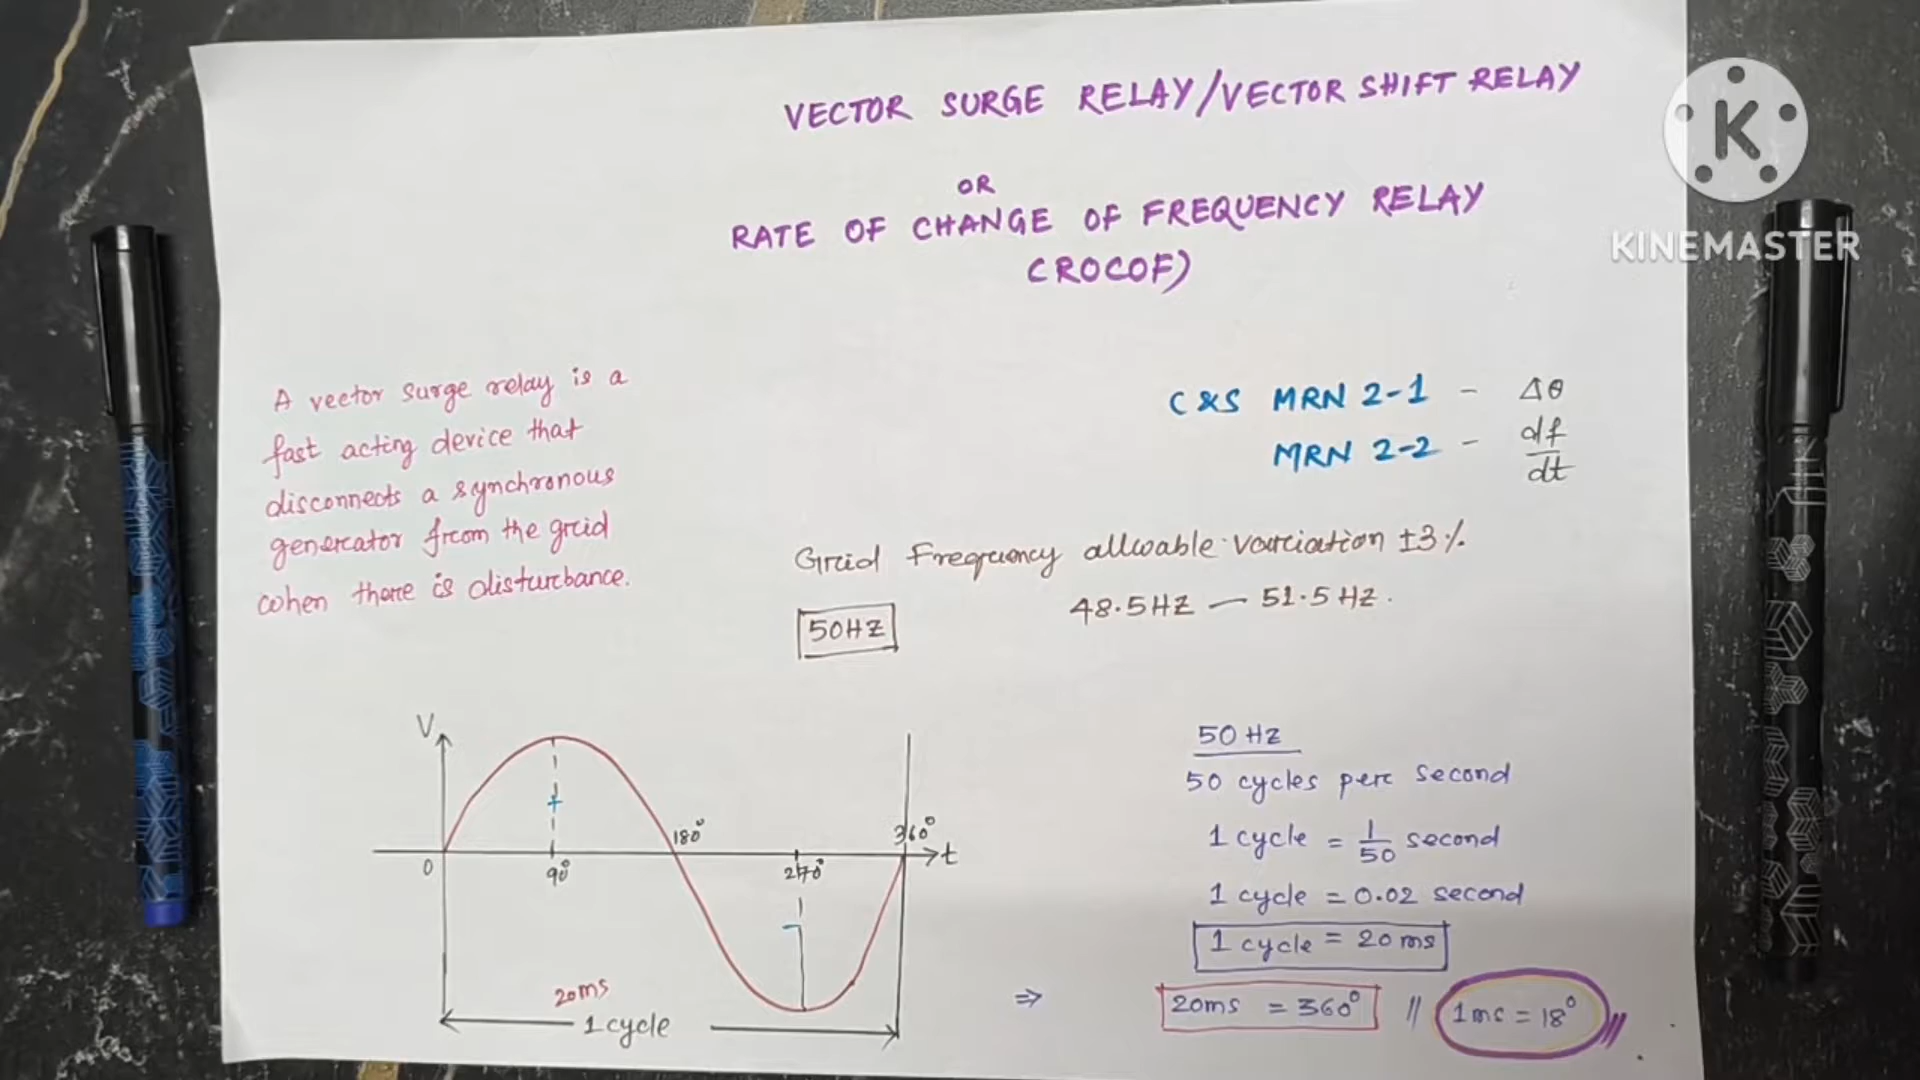 VECTOR SURGE RELAY/VECTOR SHIFT RELAY
OR
RATE OF CHANGE OF FREQUENCY RELAY
(ROCOF)
K
KINEMASTER
A vector surge relay is a
fast acting device that
disconnects a synchronous
generator from the grid
when there is disturbance.
C&S MRN 2-1 - Δθ
MRN 2-2 - df/dt
Grid Frequency allwable variation ±3%
50HZ
48.5HZ — 51.5HZ.
V
+
0
90°
180°
270°
360°
t
-
20ms
1 cycle
50 HZ
50 cycles per second
1 cycle = 1/50 second
1 cycle = 0.02 second
1 cycle = 20ms
⇒ 20ms = 360° // 1ms = 18° //